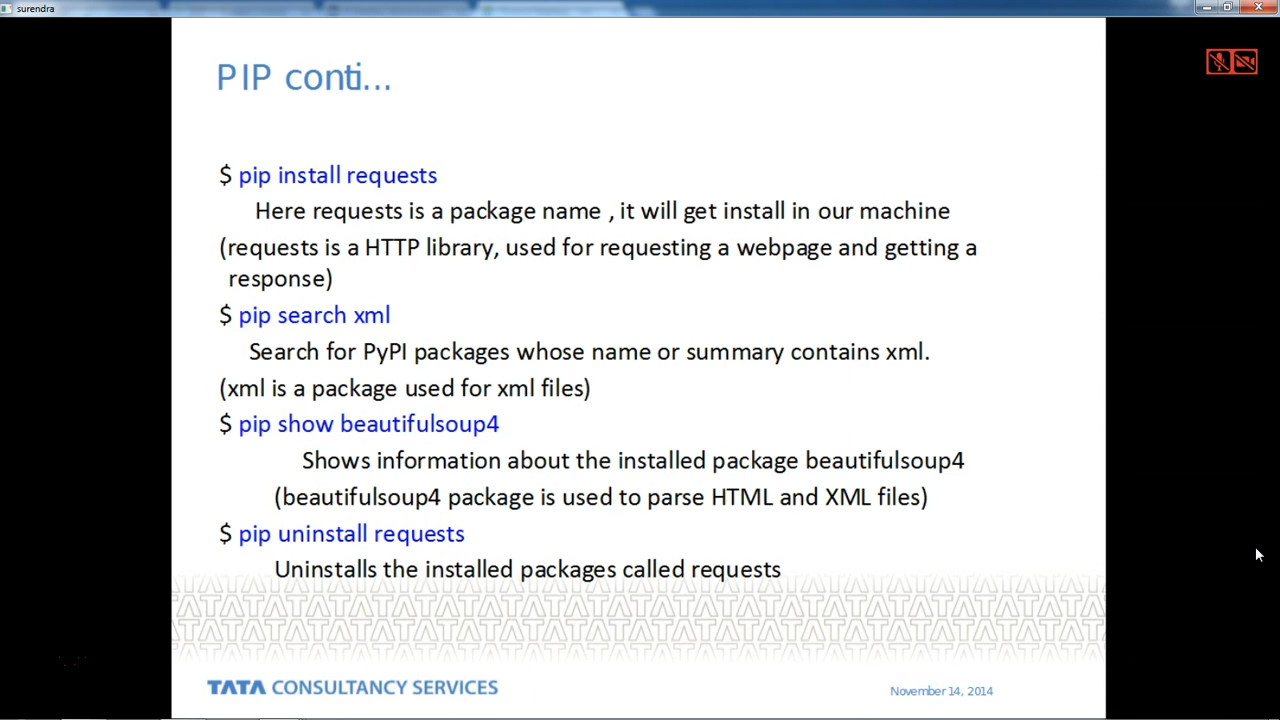 surendra
PIP conti...
$ pip install requests
Here requests is a package name , it will get install in our machine
(requests is a HTTP library, used for requesting a webpage and getting a
response)
$ pip search xml
Search for PyPI packages whose name or summary contains xml.
(xml is a package used for xml files)
$ pip show beautifulsoup4
Shows information about the installed package beautifulsoup4
(beautifulsoup4 package is used to parse HTML and XML files)
$ pip uninstall requests
Uninstalls the installed packages called requests
TATA CONSULTANCY SERVICES
November 14, 2014